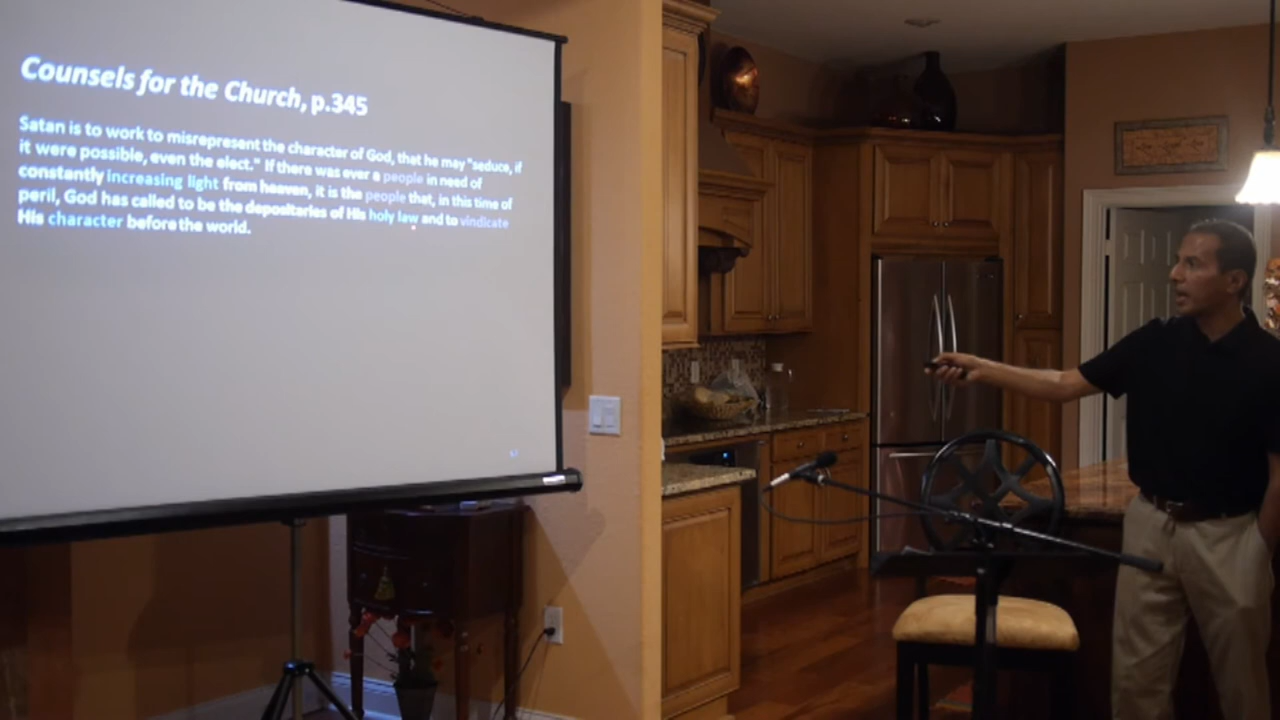 Counsels for the Church, p.345
Satan is to work to misrepresent the character of God, that he may "seduce, if
it were possible, even the elect." If there was ever a people in need of
constantly increasing light from heaven, it is the people that, in this time of
peril, God has called to be the depositaries of His holy law and to vindicate
His character before the world.